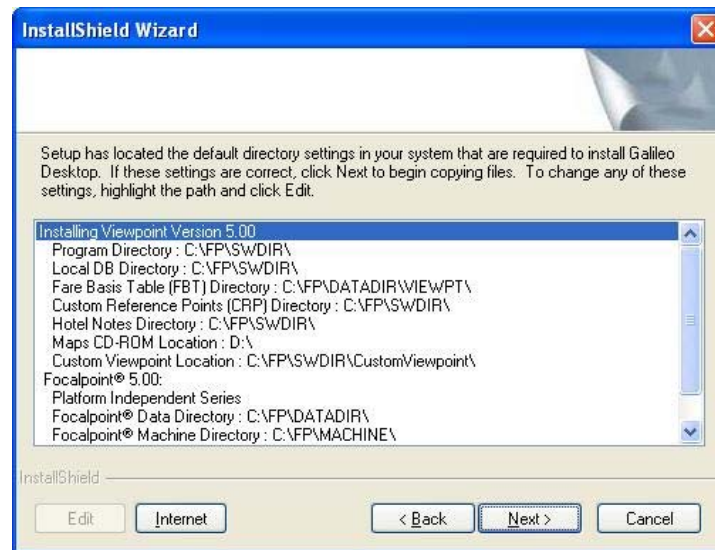 InstallShield Wizard
Setup has located the default directory settings in your system that are required to install Galileo
Desktop. If these settings are correct, click Next to begin copying files. To change any of these
settings, highlight the path and click Edit.
Installing Viewpoint Version 5.00
Program Directory : C:\FP\SWDIR\
Local DB Directory : C:\FP\SWDIR\
Fare Basis Table (FBT) Directory : C:\FP\DATADIR\VIEWPT\
Custom Reference Points (CRP) Directory : C:\FP\SWDIR\
Hotel Notes Directory : C:\FP\SWDIR\
Maps CD-ROM Location : D:\
Custom Viewpoint Location : C:\FP\SWDIR\CustomViewpoint\
Focalpoint® 5.00:
Platform Independent Series
Focalpoint® Data Directory : C:\FP\DATADIR\
Focalpoint® Machine Directory : C:\FP\MACHINE\
InstallShield
Edit Internet < Back Next > Cancel